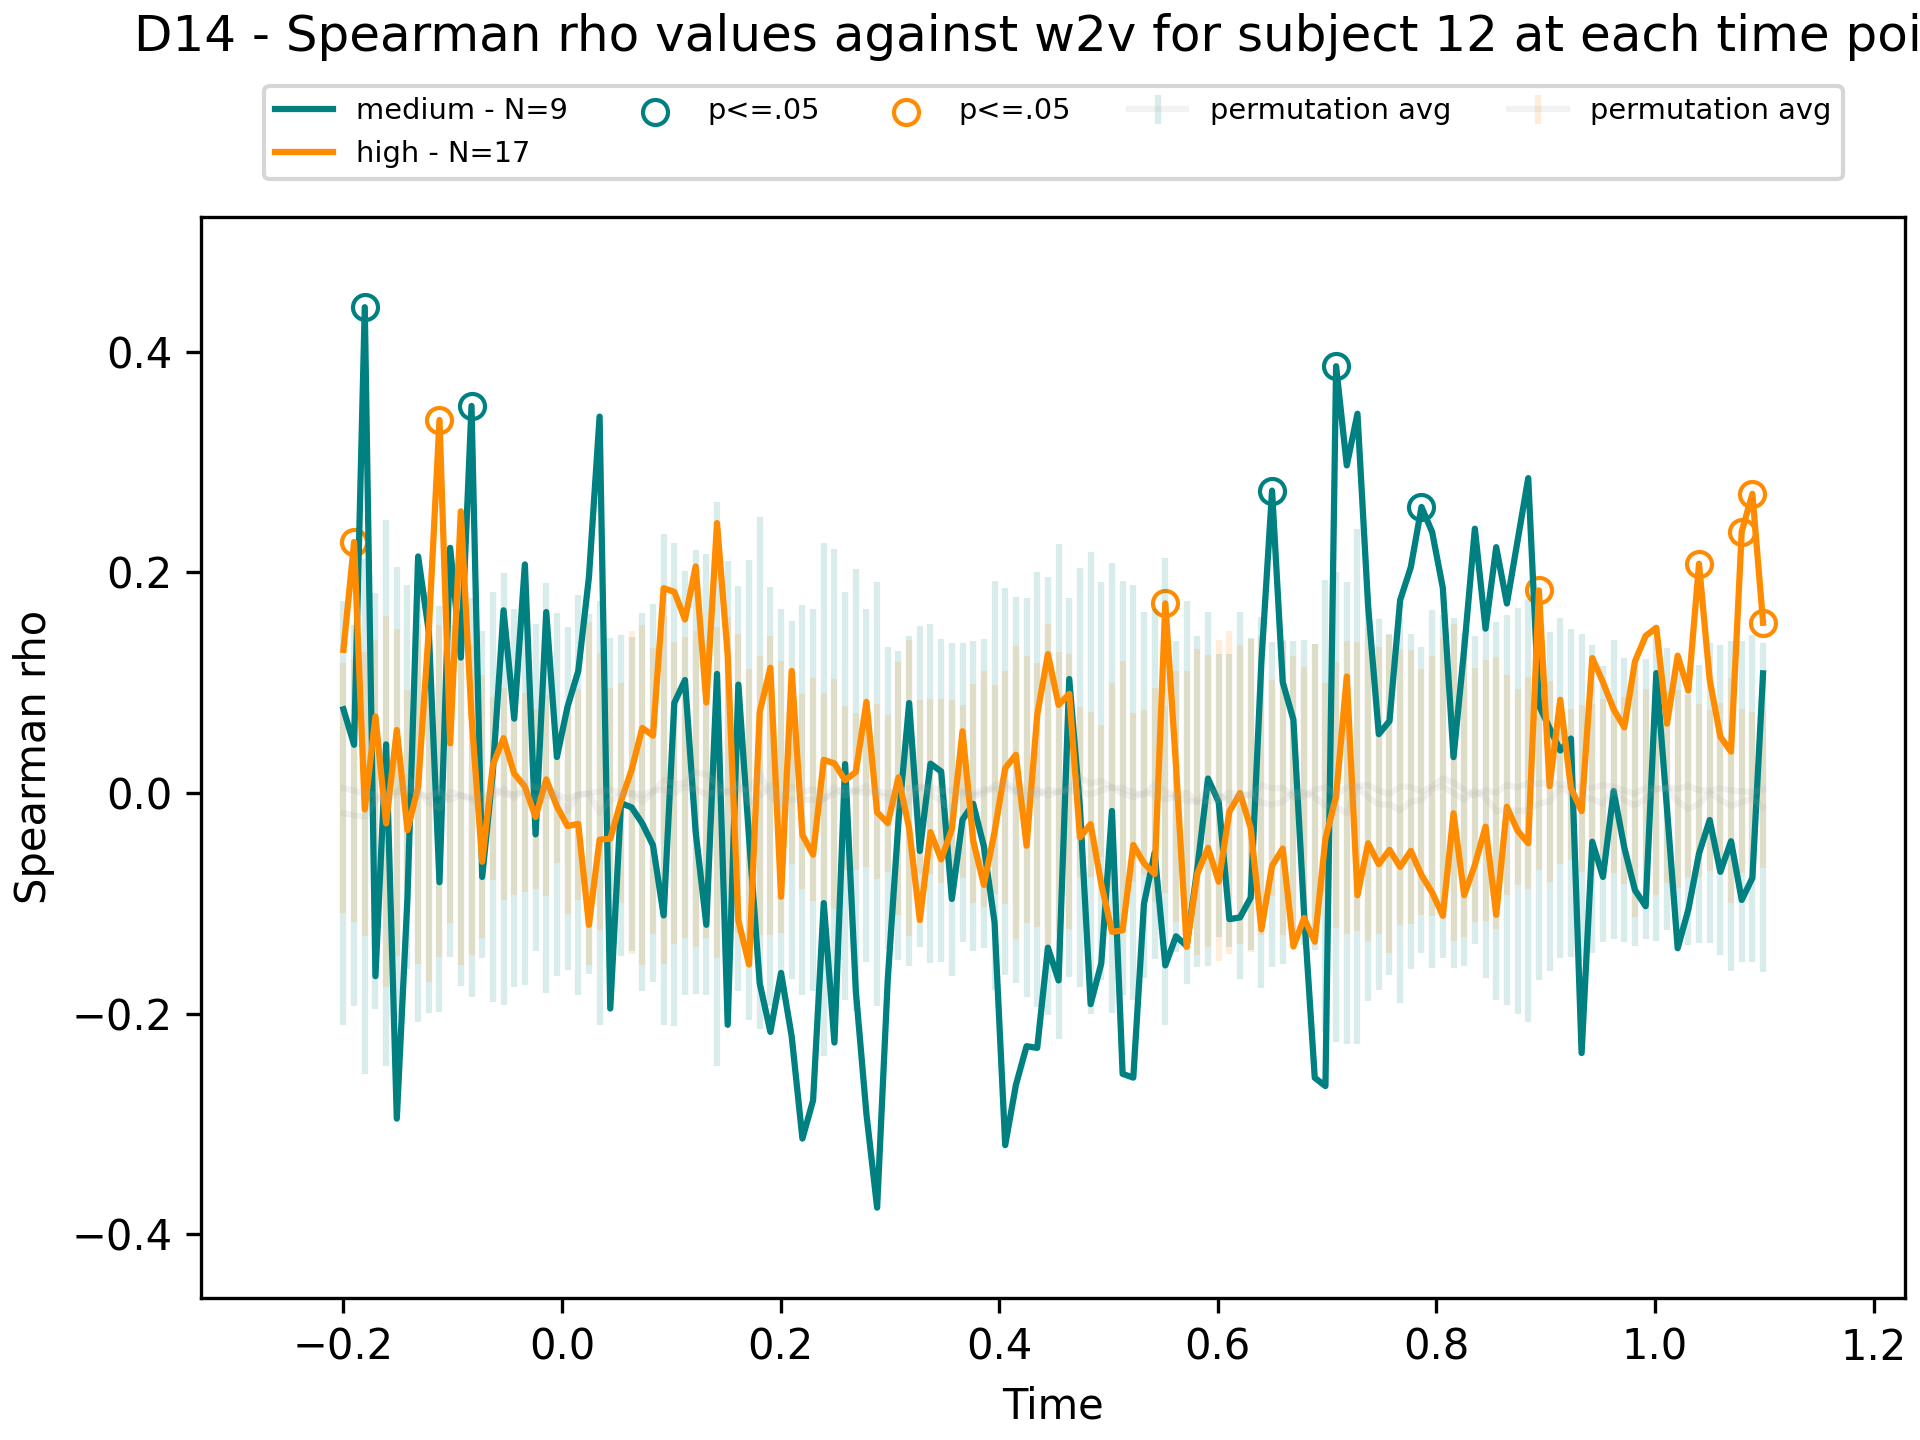 D14 - Spearman rho values against w2v for subject 12 at each time poi
medium - N=9
high - N=17
p<=.05
p<=.05
permutation avg
permutation avg
Spearman rho
0.4
0.2
0.0
−0.2
−0.4
−0.2 0.0 0.2 0.4 0.6 0.8 1.0 1.2
Time